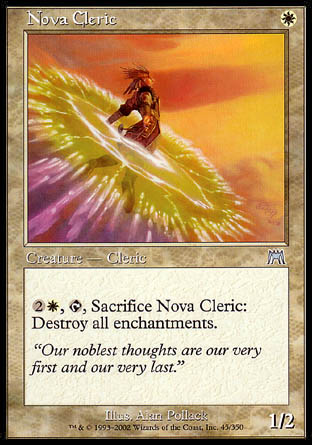 Nova Cleric
Creature — Cleric
2, Sacrifice Nova Cleric:
Destroy all enchantments.
“Our noblest thoughts are our very
first and our very last.”
Illus. Alan Pollack
™ & © 1993–2002 Wizards of the Coast, Inc. 45/350
1/2